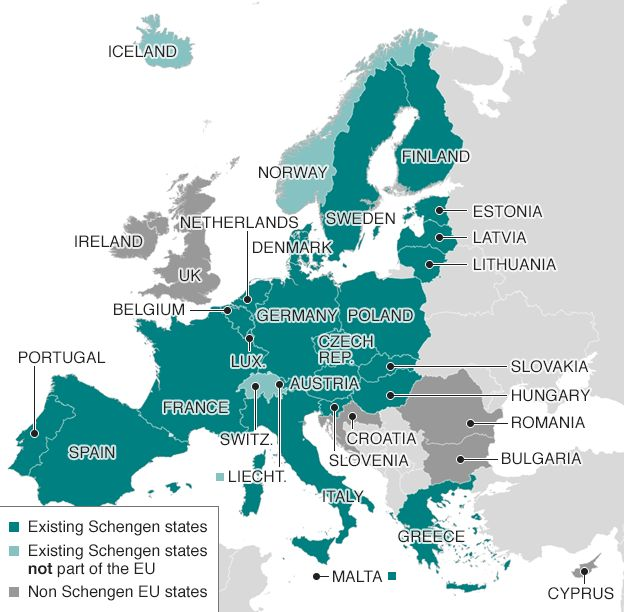 ICELAND
NORWAY
FINLAND
SWEDEN
ESTONIA
LATVIA
LITHUANIA
NETHERLANDS
DENMARK
IRELAND
UK
BELGIUM
GERMANY
POLAND
CZECH
REP.
LUX.
PORTUGAL
SLOVAKIA
AUSTRIA
HUNGARY
FRANCE
ROMANIA
SPAIN
SWITZ.
CROATIA
SLOVENIA
BULGARIA
LIECHT.
ITALY
GREECE
Existing Schengen states
Existing Schengen states
not part of the EU
Non Schengen EU states
MALTA
CYPRUS